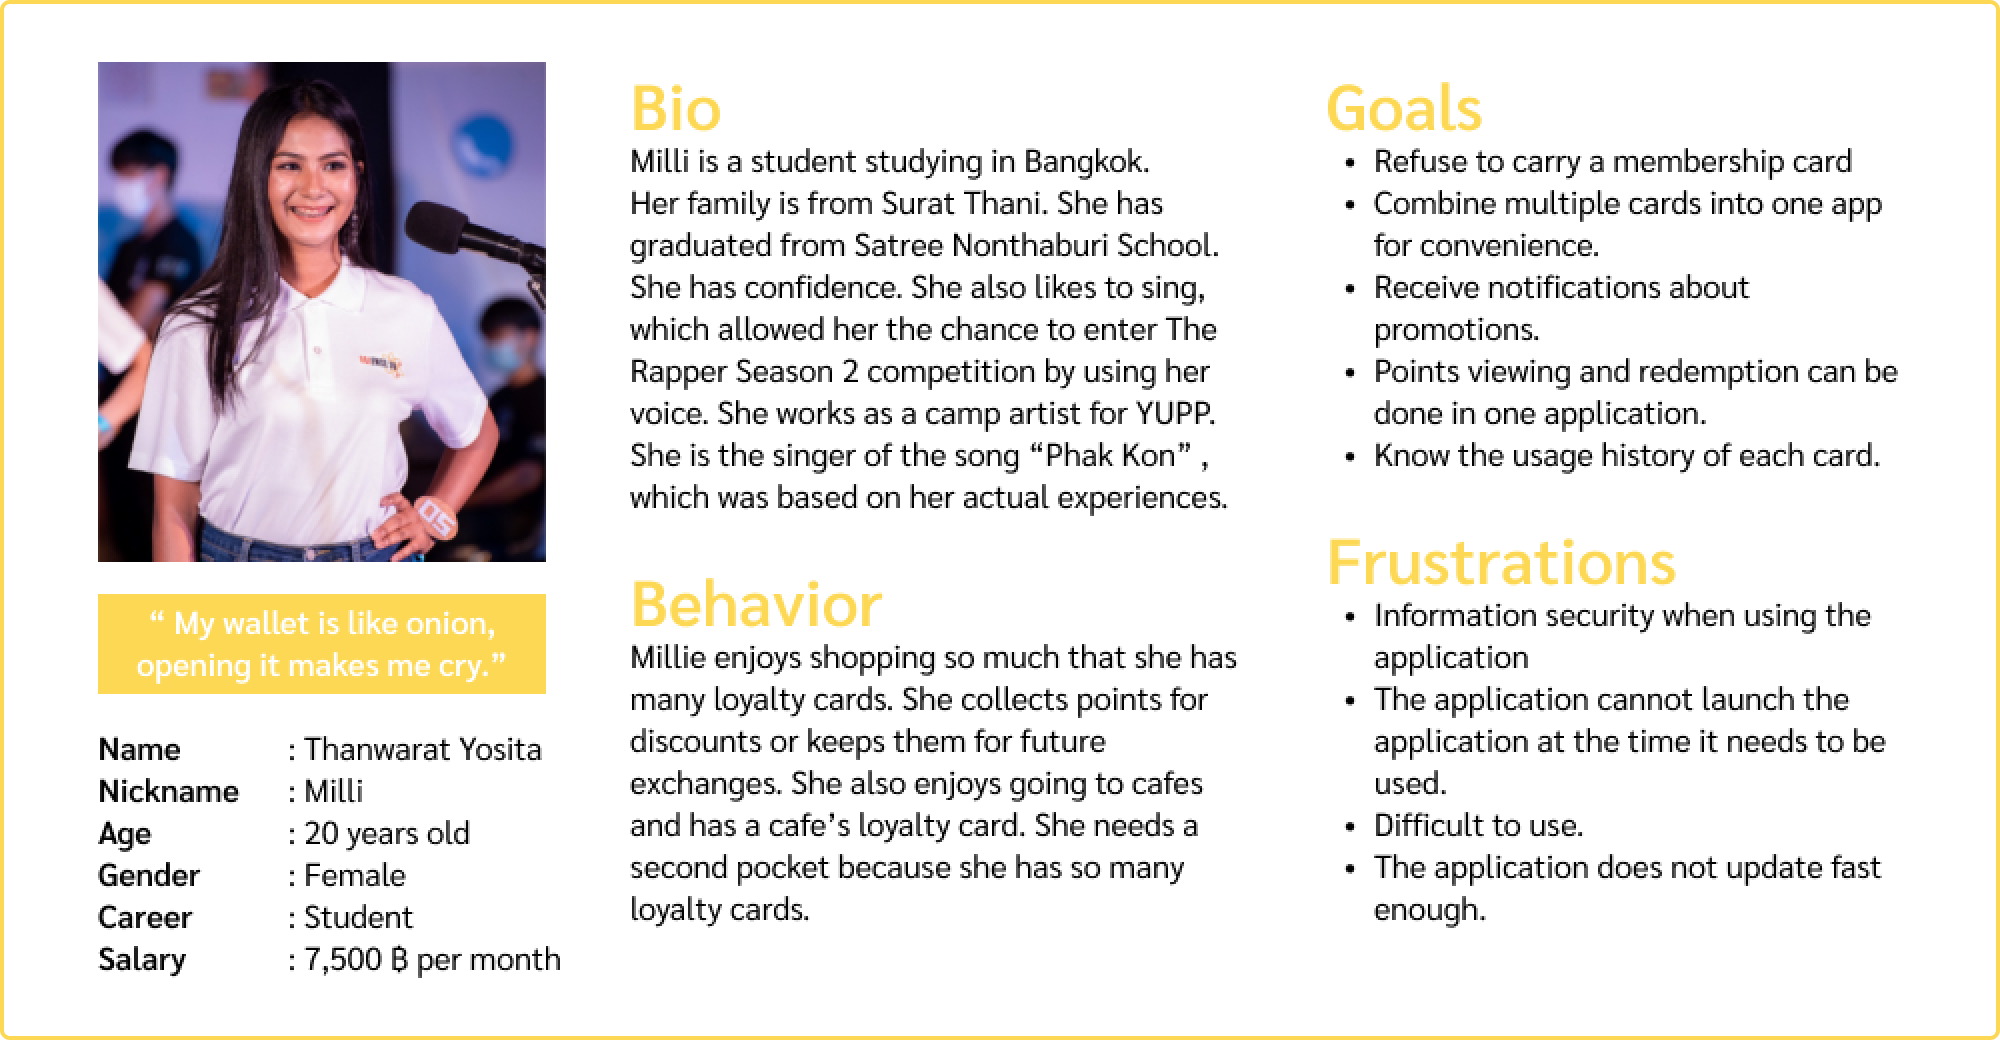 “ My wallet is like onion,
opening it makes me cry.”
Name : Thanwarat Yosita
Nickname : Milli
Age : 20 years old
Gender : Female
Career : Student
Salary : 7,500 ฿ per month
Bio
Milli is a student studying in Bangkok.
Her family is from Surat Thani. She has
graduated from Satree Nonthaburi School.
She has confidence. She also likes to sing,
which allowed her the chance to enter The
Rapper Season 2 competition by using her
voice. She works as a camp artist for YUPP.
She is the singer of the song “Phak Kon” ,
which was based on her actual experiences.
Behavior
Millie enjoys shopping so much that she has
many loyalty cards. She collects points for
discounts or keeps them for future
exchanges. She also enjoys going to cafes
and has a cafe’s loyalty card. She needs a
second pocket because she has so many
loyalty cards.
Goals
• Refuse to carry a membership card
• Combine multiple cards into one app
for convenience.
• Receive notifications about
promotions.
• Points viewing and redemption can be
done in one application.
• Know the usage history of each card.
Frustrations
• Information security when using the
application
• The application cannot launch the
application at the time it needs to be
used.
• Difficult to use.
• The application does not update fast
enough.